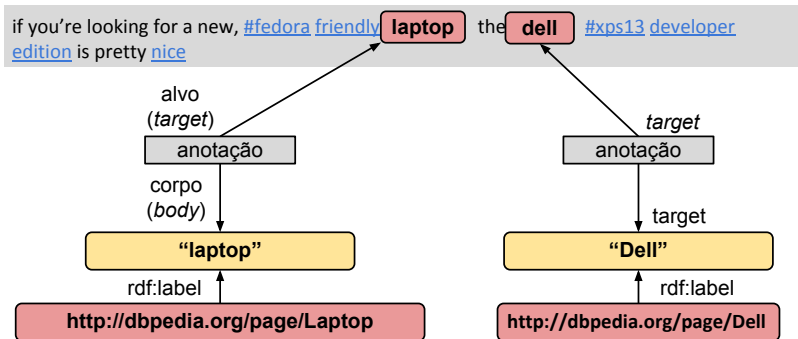 if you're looking for a new, #fedora friendly laptop the dell #xps13 developer
edition is pretty nice
alvo
(target)
target
anotação
anotação
corpo
(body)
target
“laptop”
“Dell”
rdf:label
rdf:label
http://dbpedia.org/page/Laptop
http://dbpedia.org/page/Dell